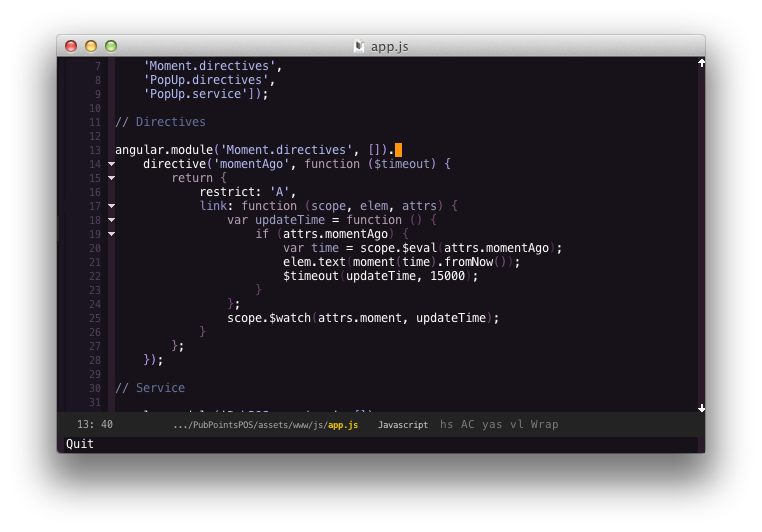 app.js
7 'Moment.directives',
8 'PopUp.directives',
9 'PopUp.service']);
10
11 // Directives
12
13 angular.module('Moment.directives', []).
14 directive('momentAgo', function ($timeout) {
15 return {
16 restrict: 'A',
17 link: function (scope, elem, attrs) {
18 var updateTime = function () {
19 if (attrs.momentAgo) {
20 var time = scope.$eval(attrs.momentAgo);
21 elem.text(moment(time).fromNow());
22 $timeout(updateTime, 15000);
23 }
24 };
25 scope.$watch(attrs.moment, updateTime);
26 }
27 };
28 });
29
30 // Service
31
13: 40 .../PubPointsPOS/assets/www/js/app.js Javascript hs AC yas vl Wrap
Quit